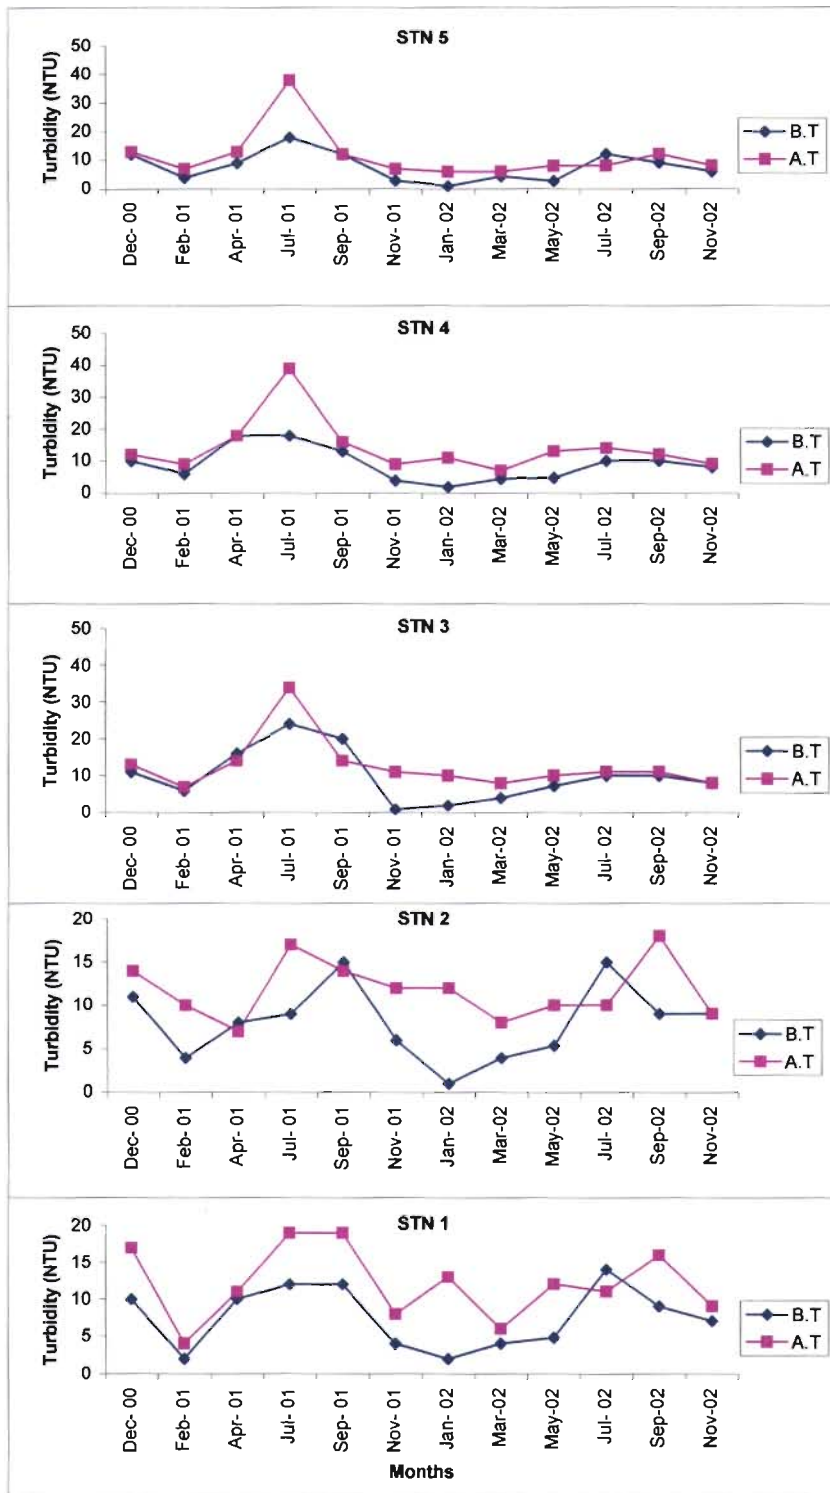 STN 5
Turbidity (NTU)
50
40
30
20
10
0
Dec- 00
Feb- 01
Apr- 01
Jul- 01
Sep- 01
Nov- 01
Jan- 02
Mar-02
May-02
Jul-02
Sep-02
Nov-02
B.T
A.T
STN 4
Turbidity (NTU)
50
40
30
20
10
0
Dec- 00
Feb- 01
Apr- 01
Jul- 01
Sep- 01
Nov- 01
Jan- 02
Mar-02
May-02
Jul-02
Sep-02
Nov-02
B.T
A.T
STN 3
Turbidity (NTU)
50
40
30
20
10
0
Dec- 00
Feb- 01
Apr- 01
Jul- 01
Sep- 01
Nov- 01
Jan- 02
Mar-02
May-02
Jul-02
Sep-02
Nov-02
B.T
A.T
STN 2
Turbidity (NTU)
20
15
10
5
0
Dec- 00
Feb- 01
Apr- 01
Jul- 01
Sep- 01
Nov- 01
Jan- 02
Mar-02
May-02
Jul-02
Sep-02
Nov-02
B.T
A.T
STN 1
Turbidity (NTU)
20
15
10
5
0
Dec- 00
Feb- 01
Apr- 01
Jul- 01
Sep- 01
Nov- 01
Jan- 02
Mar-02
May-02
Jul-02
Sep-02
Nov-02
B.T
A.T
Months